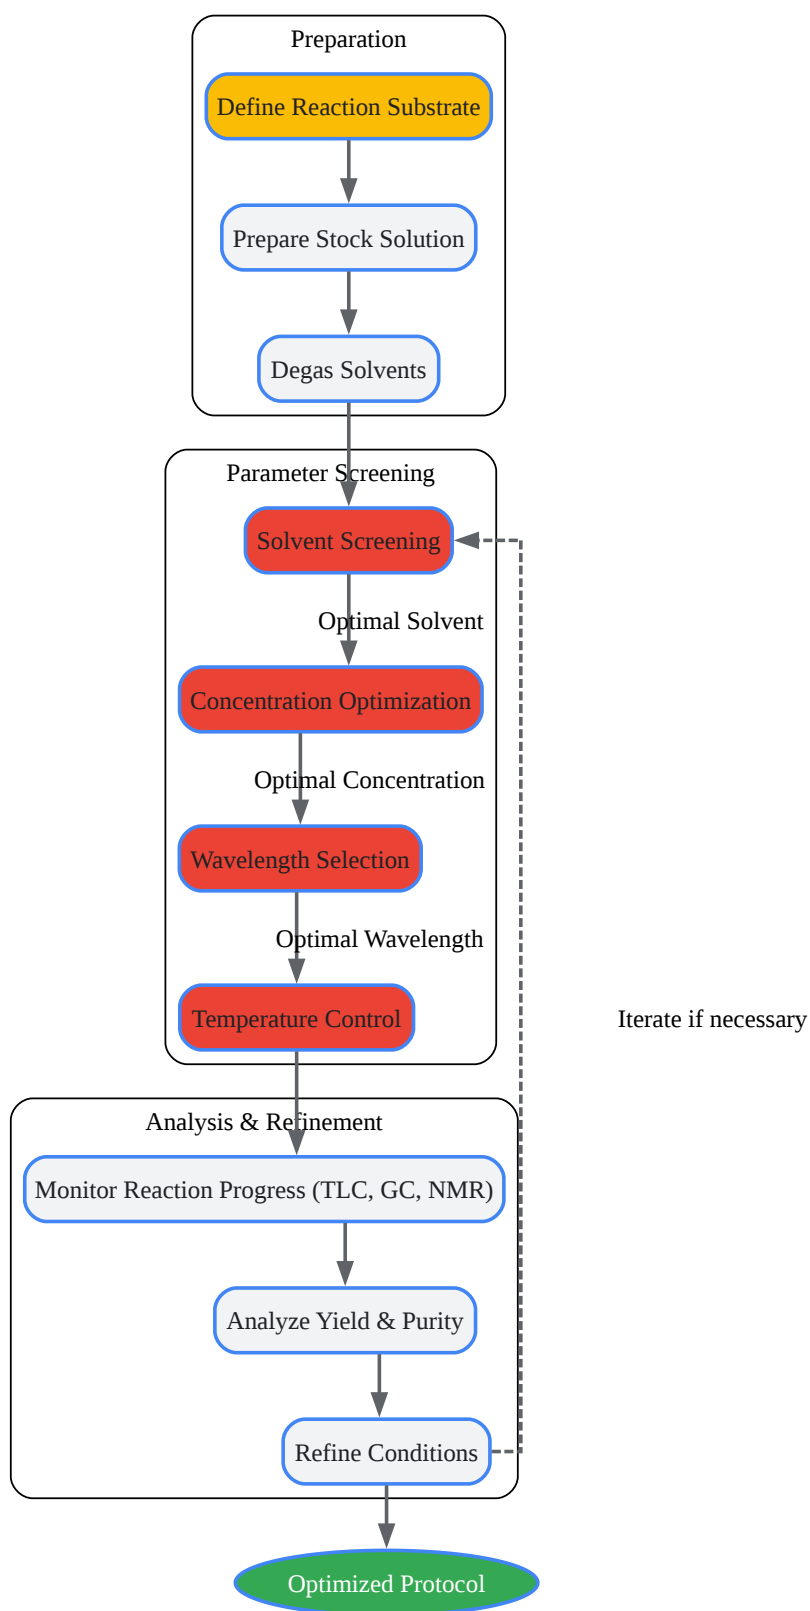 Preparation
Define Reaction Substrate
Prepare Stock Solution
Degas Solvents
Parameter Screening
Solvent Screening
Optimal Solvent
Concentration Optimization
Optimal Concentration
Wavelength Selection
Optimal Wavelength
Temperature Control
Iterate if necessary
Analysis & Refinement
Monitor Reaction Progress (TLC, GC, NMR)
Analyze Yield & Purity
Refine Conditions
Optimized Protocol